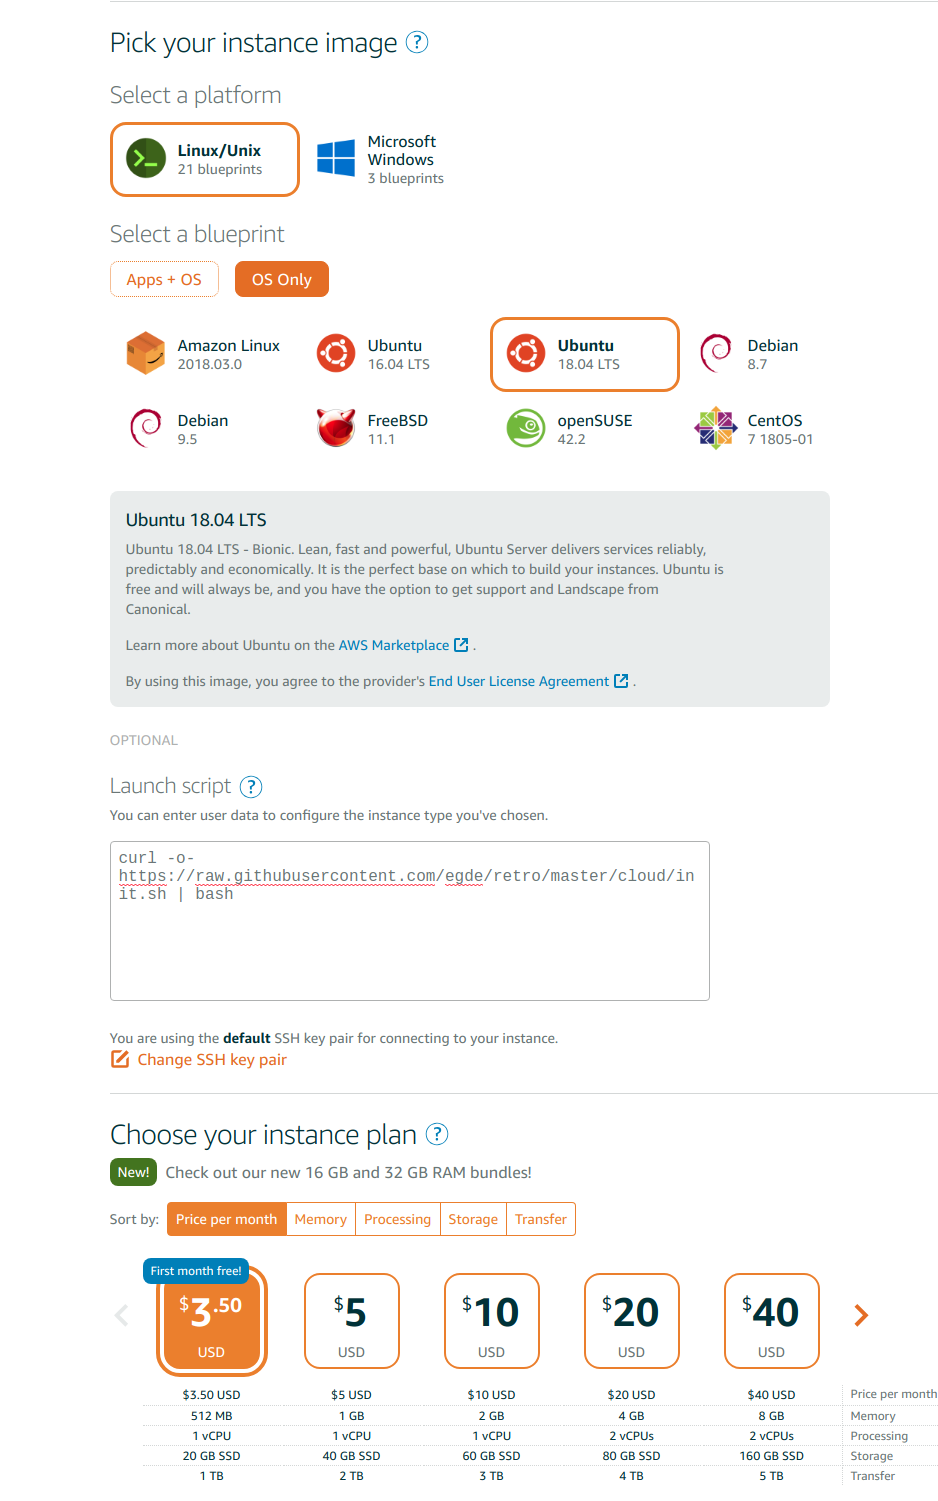 Pick your instance image ?
Select a platform
Linux/Unix
21 blueprints
Microsoft
Windows
3 blueprints
Select a blueprint
Apps + OS
OS Only
Amazon Linux
2018.03.0
Ubuntu
16.04 LTS
Ubuntu
18.04 LTS
Debian
8.7
Debian
9.5
FreeBSD
11.1
openSUSE
42.2
CentOS
7 1805-01
Ubuntu 18.04 LTS
Ubuntu 18.04 LTS - Bionic. Lean, fast and powerful, Ubuntu Server delivers services reliably,
predictably and economically. It is the perfect base on which to build your instances. Ubuntu is
free and will always be, and you have the option to get support and Landscape from
Canonical.
Learn more about Ubuntu on the AWS Marketplace .
By using this image, you agree to the provider's End User License Agreement .
OPTIONAL
Launch script ?
You can enter user data to configure the instance type you've chosen.
curl -o-
https://raw.githubusercontent.com/egde/retro/master/cloud/in
it.sh | bash
You are using the default SSH key pair for connecting to your instance.
Change SSH key pair
Choose your instance plan ?
New! Check out our new 16 GB and 32 GB RAM bundles!
Sort by: Price per month Memory Processing Storage Transfer
First month free!
$3.50 $5 $10 $20 $40
USD USD USD USD USD
$3.50 USD $5 USD $10 USD $20 USD $40 USD Price per month
512 MB 1 GB 2 GB 4 GB 8 GB Memory
1 vCPU 1 vCPU 1 vCPU 2 vCPUs 2 vCPUs Processing
20 GB SSD 40 GB SSD 60 GB SSD 80 GB SSD 160 GB SSD Storage
1 TB 2 TB 3 TB 4 TB 5 TB Transfer